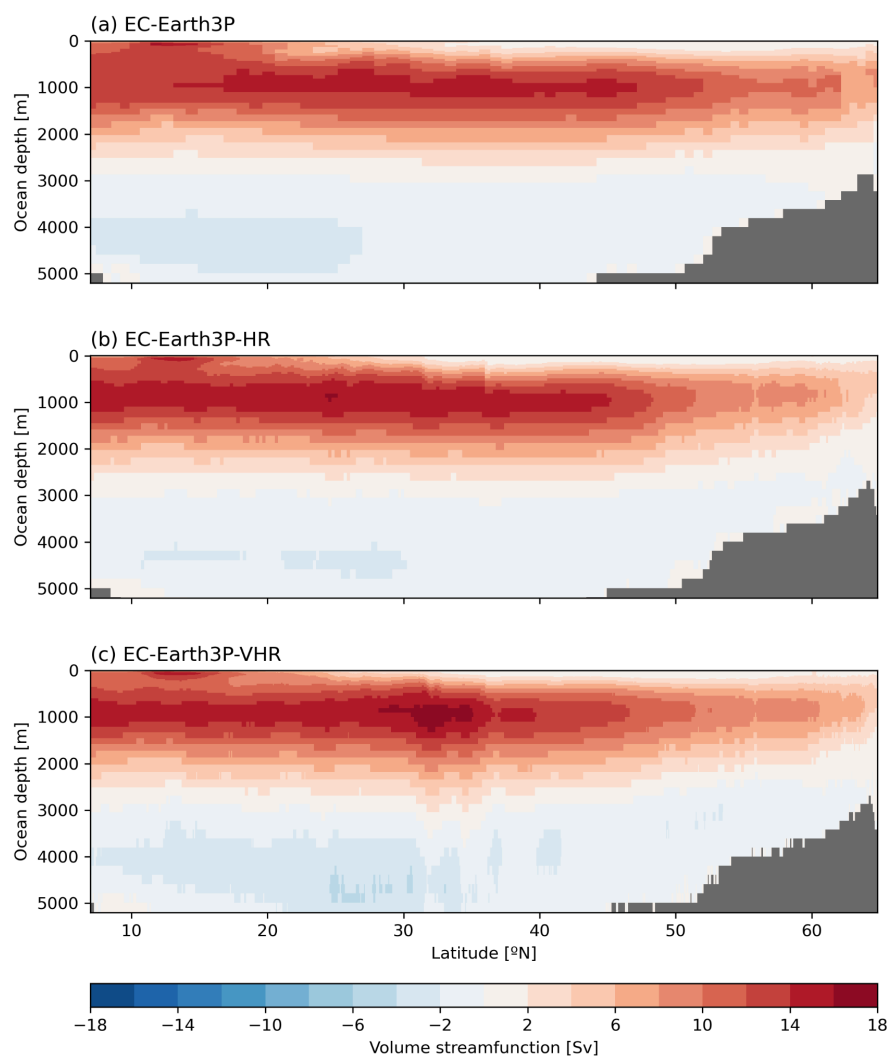 (a) EC-Earth3P
Ocean depth [m]
0
1000
2000
3000
4000
5000
(b) EC-Earth3P-HR
Ocean depth [m]
0
1000
2000
3000
4000
5000
(c) EC-Earth3P-VHR
Ocean depth [m]
0
1000
2000
3000
4000
5000
10 20 30 40 50 60
Latitude [ºN]
−18 −14 −10 −6 −2 2 6 10 14 18
Volume streamfunction [Sv]